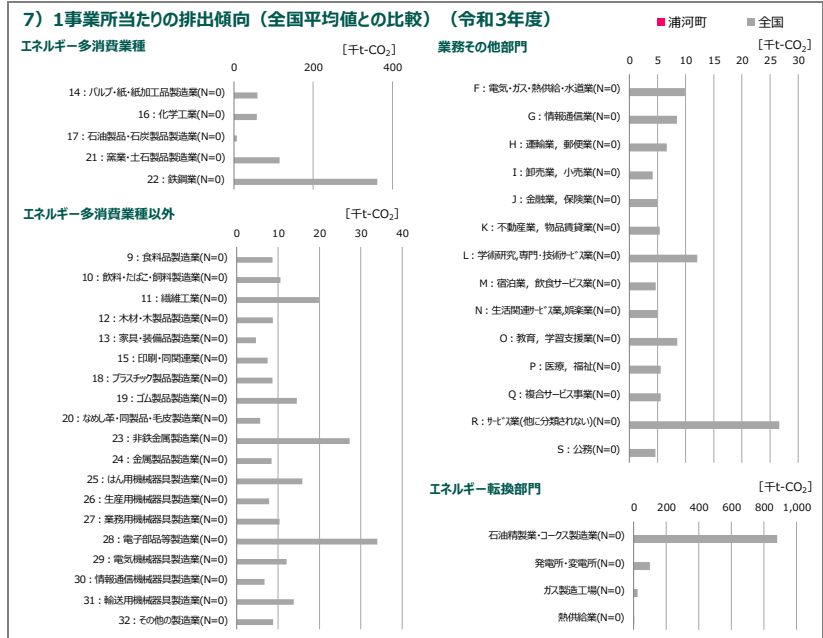 7）1事業所当たりの排出傾向（全国平均値との比較）（令和3年度）
浦河町 全国
エネルギー多消費業種
[千t-CO₂]
0 200 400
14：パルプ・紙・紙加工品製造業(N=0)
16：化学工業(N=0)
17：石油製品・石炭製品製造業(N=0)
21：窯業・土石製品製造業(N=0)
22：鉄鋼業(N=0)
エネルギー多消費業種以外
[千t-CO₂]
0 10 20 30 40
9：食料品製造業(N=0)
10：飲料・たばこ・飼料製造業(N=0)
11：繊維工業(N=0)
12：木材・木製品製造業(N=0)
13：家具・装備品製造業(N=0)
15：印刷・同関連業(N=0)
18：プラスチック製品製造業(N=0)
19：ゴム製品製造業(N=0)
20：なめし革・同製品・毛皮製造業(N=0)
23：非鉄金属製造業(N=0)
24：金属製品製造業(N=0)
25：はん用機械器具製造業(N=0)
26：生産用機械器具製造業(N=0)
27：業務用機械器具製造業(N=0)
28：電子部品等製造業(N=0)
29：電気機械器具製造業(N=0)
30：情報通信機械器具製造業(N=0)
31：輸送用機械器具製造業(N=0)
32：その他の製造業(N=0)
業務その他部門
[千t-CO₂]
0 5 10 15 20 25 30
F：電気・ガス・熱供給・水道業(N=0)
G：情報通信業(N=0)
H：運輸業，郵便業(N=0)
I：卸売業，小売業(N=0)
J：金融業，保険業(N=0)
K：不動産業，物品賃貸業(N=0)
L：学術研究,専門・技術ｻｰﾋﾞｽ業(N=0)
M：宿泊業，飲食サービス業(N=0)
N：生活関連ｻｰﾋﾞｽ業,娯楽業(N=0)
O：教育，学習支援業(N=0)
P：医療，福祉(N=0)
Q：複合サービス事業(N=0)
R：ｻｰﾋﾞｽ業(他に分類されない)(N=0)
S：公務(N=0)
エネルギー転換部門
[千t-CO₂]
0 200 400 600 800 1,000
石油精製業・コークス製造業(N=0)
発電所・変電所(N=0)
ガス製造工場(N=0)
熱供給業(N=0)